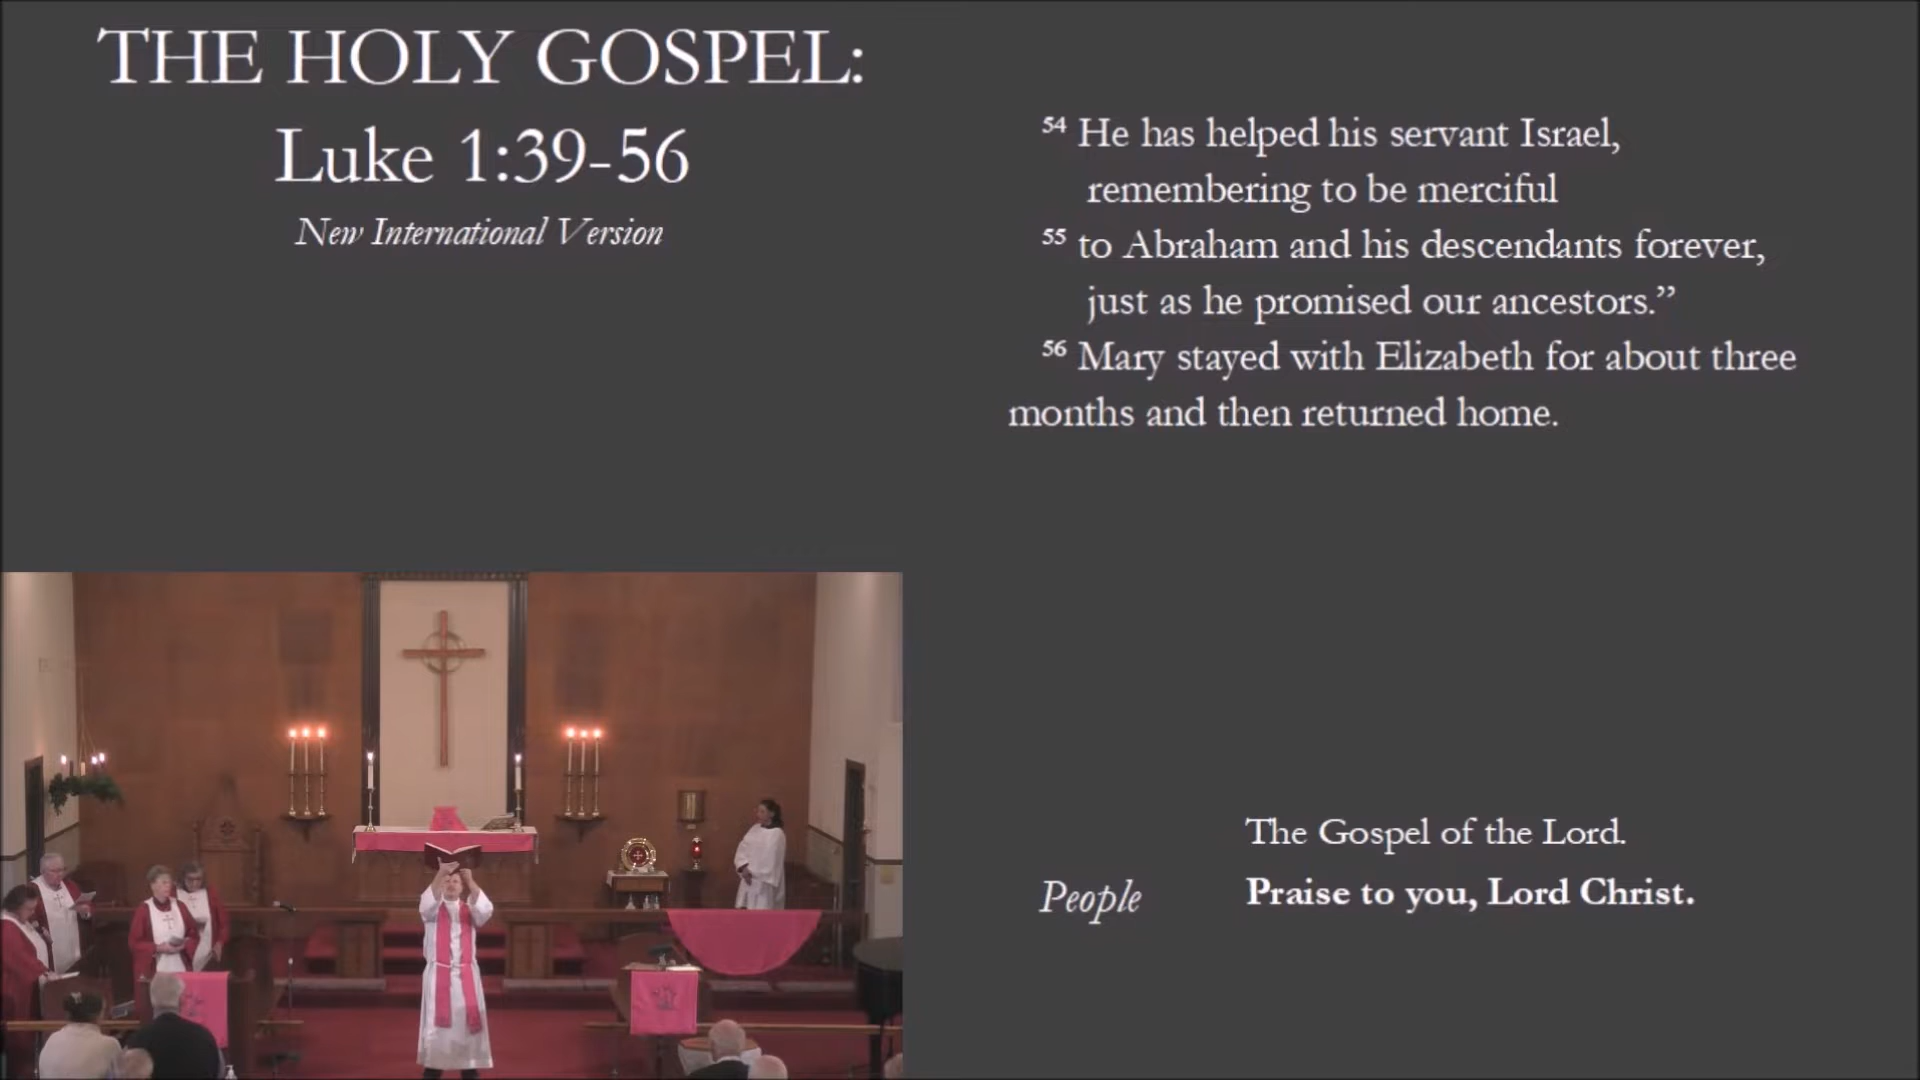 THE HOLY GOSPEL:
Luke 1:39-56
New International Version
54 He has helped his servant Israel,
remembering to be merciful
55 to Abraham and his descendants forever,
just as he promised our ancestors.”
56 Mary stayed with Elizabeth for about three
months and then returned home.
The Gospel of the Lord.
People Praise to you, Lord Christ.